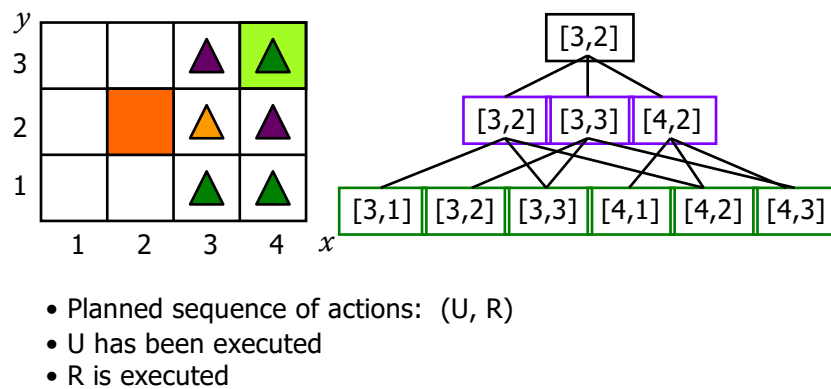 y
3
2
1
1 2 3 4 x
[3,2]
[3,2] [3,3] [4,2]
[3,1] [3,2] [3,3] [4,1] [4,2] [4,3]
• Planned sequence of actions: (U, R)
• U has been executed
• R is executed